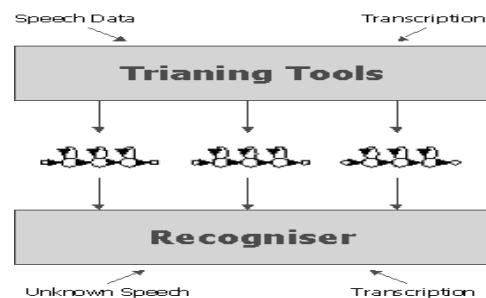 Speech Data Transcription
Trianing Tools
Recogniser
Unknown Speech Transcription